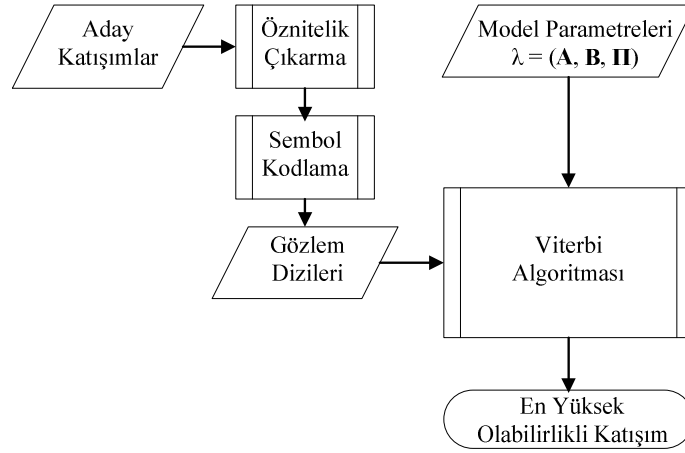 Aday
Katışımlar
Öznitelik
Çıkarma
Model Parametreleri
λ = (A, B, Π)
Sembol
Kodlama
Gözlem
Dizileri
Viterbi
Algoritması
En Yüksek
Olabilirlikli Katışım